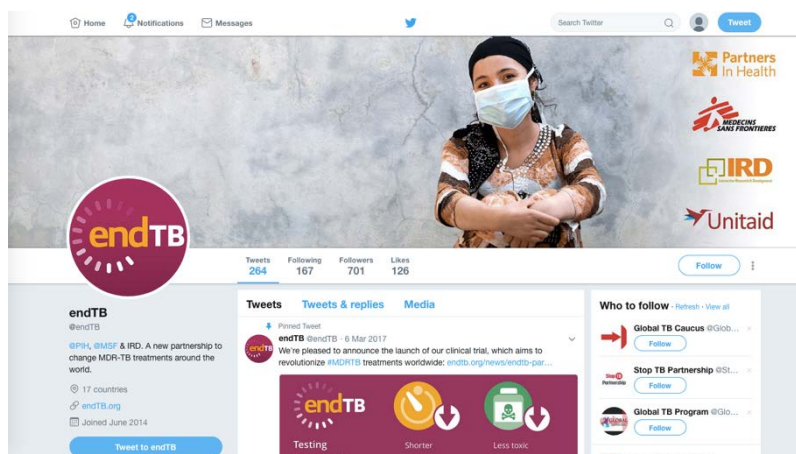 Home
2
Notifications
Messages
Search Twitter
Tweet
Partners
In Health
MEDECINS
SANS FRONTIERES
IRD
Unitaid
endTB
Tweets
Following
Followers
Likes
264
167
701
126
Follow
endTB
@endTB
@PIH, @MSF & IRD. A new partnership to
change MDR-TB treatments around the
world.
17 countries
endTB.org
Joined June 2014
Tweet to endTB
Tweets
Tweets & replies
Media
Pinned Tweet
endTB @endTB · 6 Mar 2017
We're pleased to announce the launch of our clinical trial, which aims to
revolutionize #MDRTB treatments worldwide: endtb.org/news/endtb-par...
endTB
endTB
Testing
Shorter
Less toxic
Who to follow · Refresh · View all
Global TB Caucus @Glob...
Follow
Stop TB Partnership @St...
Follow
Global TB Program @Glo...
Follow